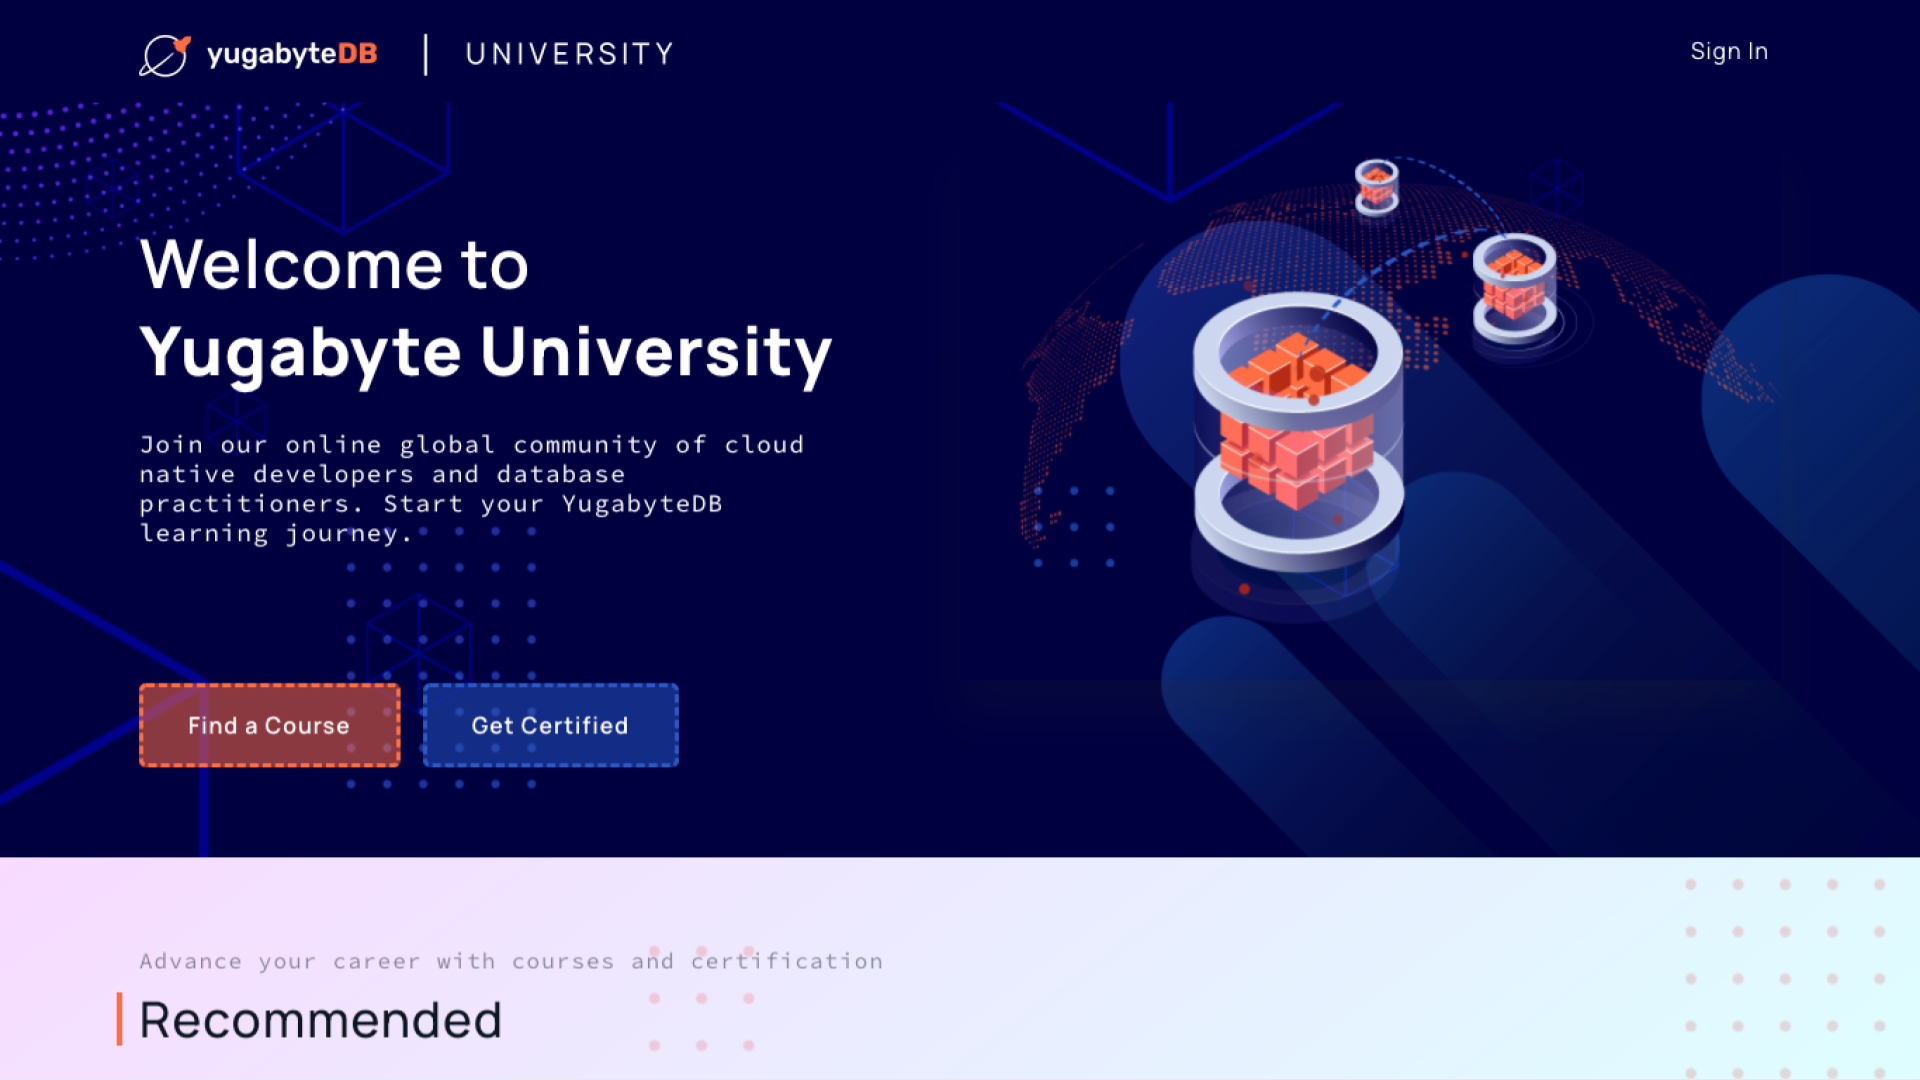 yugabyteDB
UNIVERSITY
Sign In
Welcome to
Yugabyte University
Join our online global community of cloud
native developers and database
practitioners. Start your YugabyteDB
learning journey.
Find a Course
Get Certified
Advance your career with courses and certification
Recommended